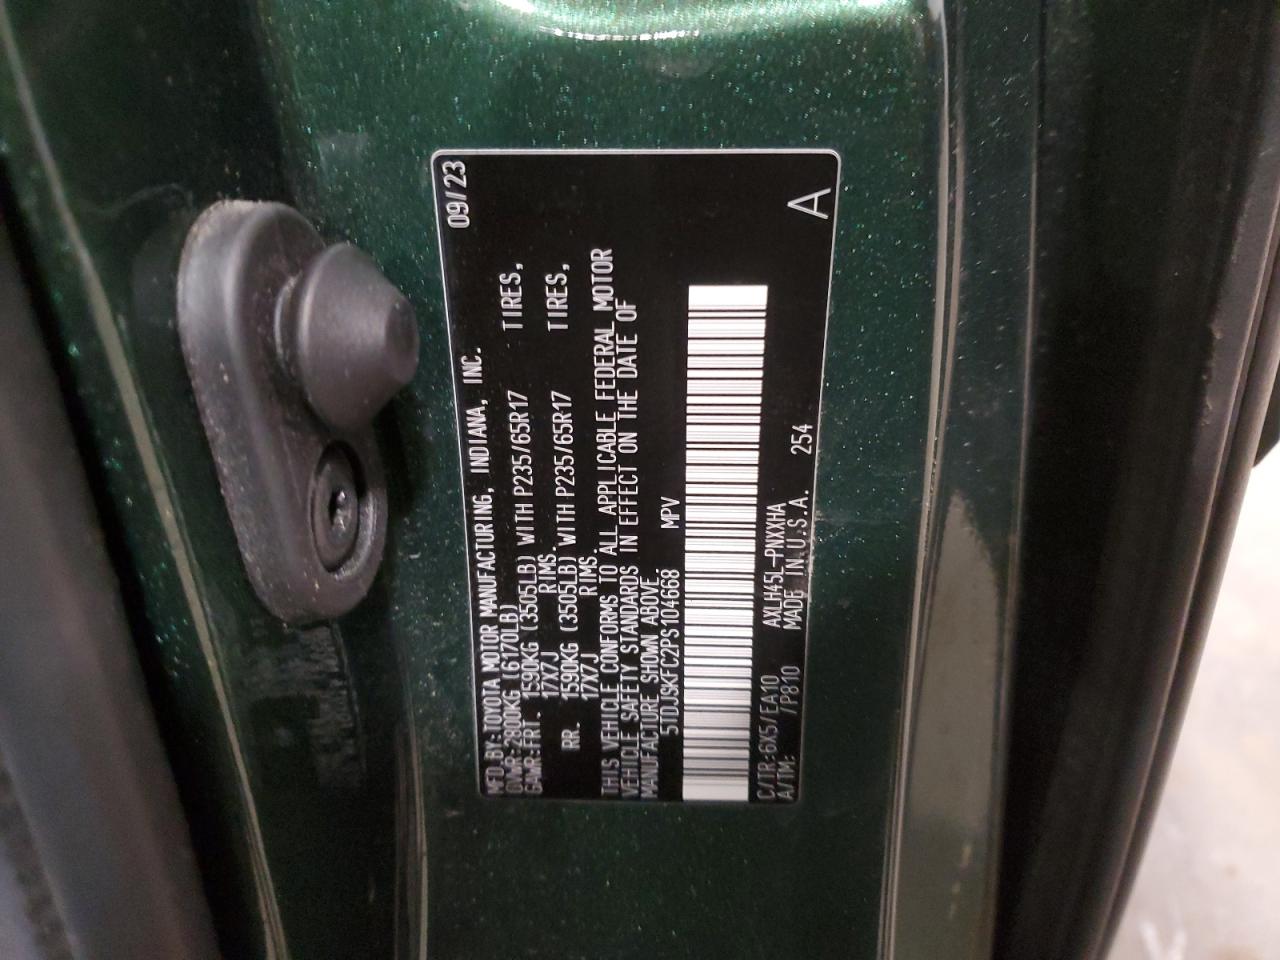 MFD BY:TOYOTA MOTOR MANUFACTURING, INDIANA, INC. 09/23
GVWR:2800KG (6170LB)
GAWR:FRT. 1590KG (3505LB) WITH P235/65R17 TIRES,
17X7J RIMS.
RR. 1590KG (3505LB) WITH P235/65R17 TIRES,
17X7J RIMS.
THIS VEHICLE CONFORMS TO ALL APPLICABLE FEDERAL MOTOR
VEHICLE SAFETY STANDARDS IN EFFECT ON THE DATE OF
MANUFACTURE SHOWN ABOVE.
5TDJSKFC2PS104668 MPV
C/TR:6X5/EA10 AXLH45L-PNXXHA
A/TM: /P810 MADE IN U.S.A. 254 A